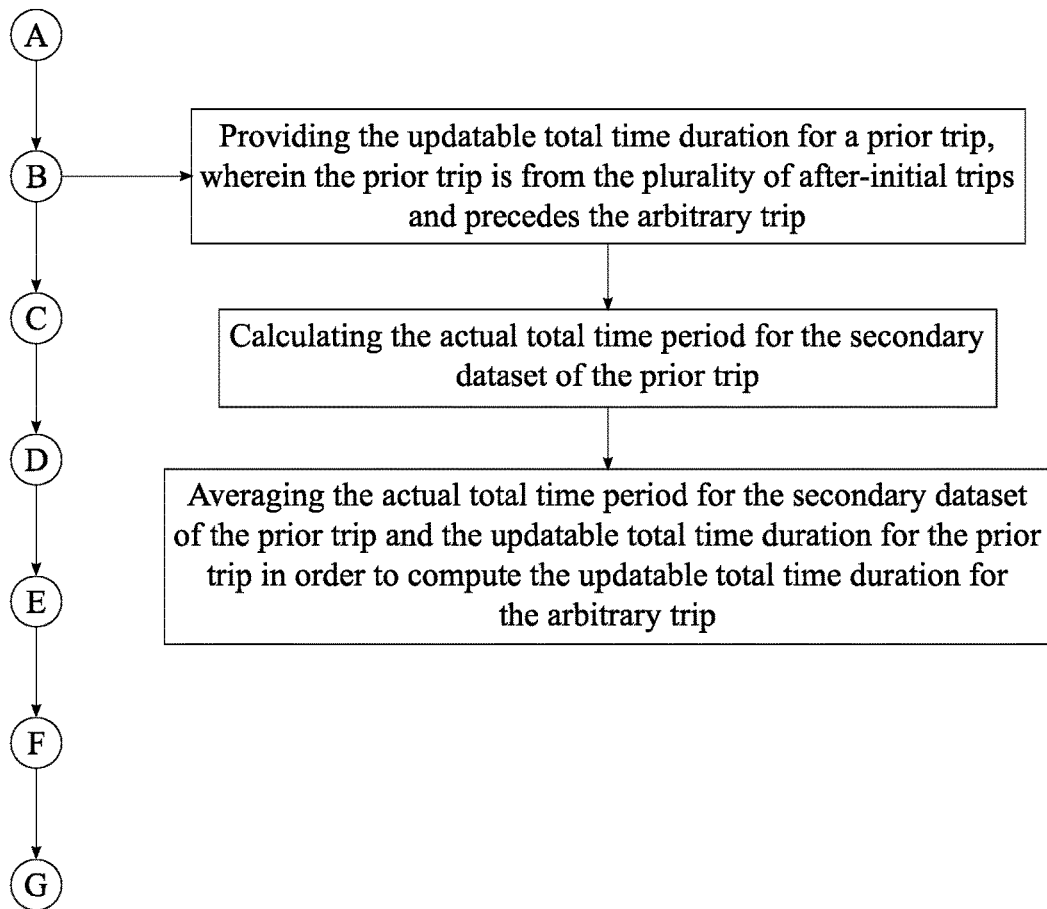 A
B
Providing the updatable total time duration for a prior trip,
wherein the prior trip is from the plurality of after-initial trips
and precedes the arbitrary trip
C
Calculating the actual total time period for the secondary
dataset of the prior trip
D
Averaging the actual total time period for the secondary dataset
of the prior trip and the updatable total time duration for the prior
trip in order to compute the updatable total time duration for
the arbitrary trip
E
F
G